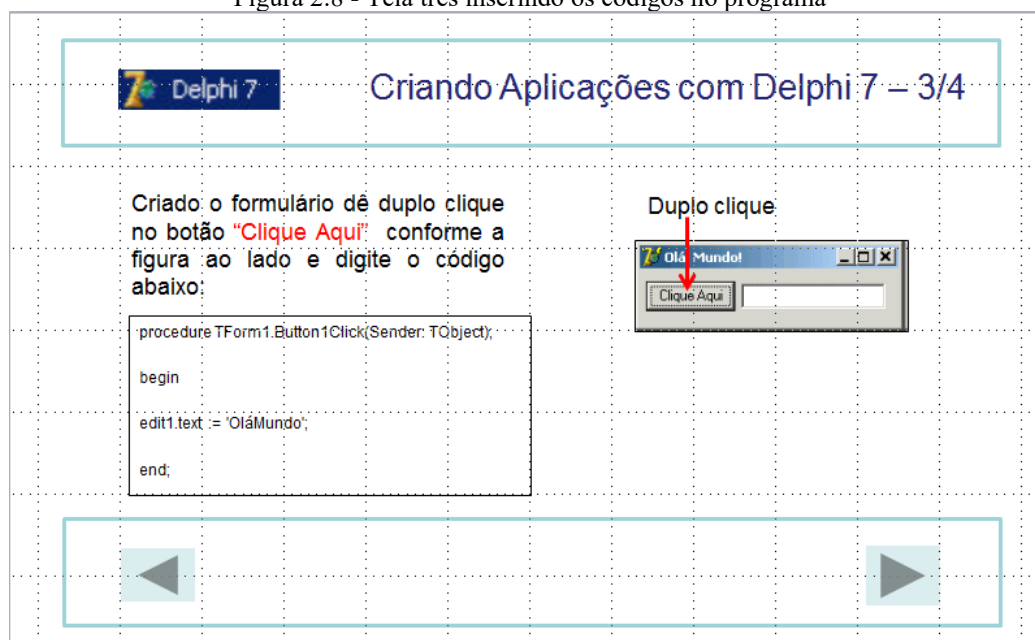 Figura 2.8 - Tela três inserindo os códigos no programa
Delphi 7
Criando Aplicações com Delphi 7 – 3/4
Criado o formulário dê duplo clique
no botão “Clique Aqui” conforme a
figura ao lado e digite o código
abaixo:
procedure TForm1.Button1Click(Sender: TObject);
begin
edit1.text := 'OláMundo';
end;
Duplo clique
Olá Mundo!
Clique Aqui